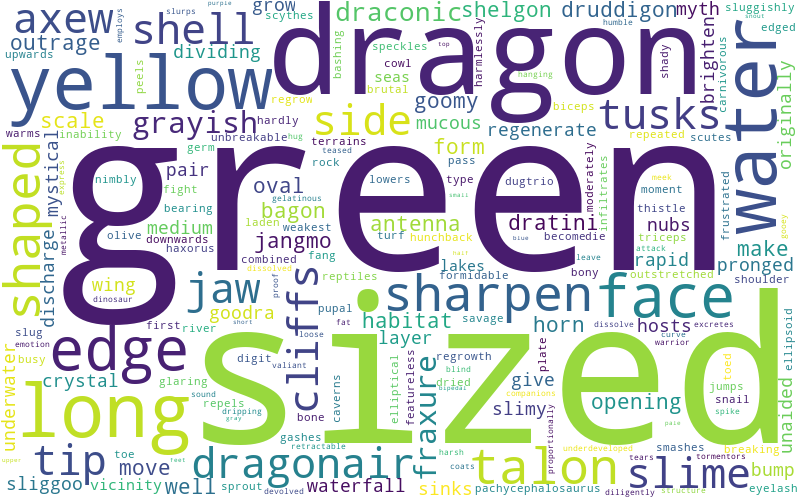 purple
slurps
grow
draconic
shelgon
druddigon
myth
sluggishly
snout
axew
employs
shell
scythes
dragon
humble
top
edged
outrage
dividing
speckles
cowl
hanging
shady
brighten
upwards
yellow
bashing
seas
brutal
goomy
harmlessly
carnivorous
water
peels
regrow
hardly
biceps
tusks
scale
grayish
side
mucous
regenerate
originally
warms
inability
unbreakable
hug
form
terrains
repeated
scutes
germ
teased
rock
pass
mystical
pair
oval
lowers
type
dugtrio
moderately
infiltrates
moment
frustrated
nimbly
fight
gelatinous
small
meek
thistle
shaped
express
green
bearing
bagon
antenna
dratini
nubs
olive
laden
weakest
turf
hunchback
becomedie
triceps
medium
metallic
downwards
haxorus
jangmo
fang
blue
attack
make
discharge
combined
reptiles
lakes
bony
leave
rapid
pronged
wing
dissolved
proof
formidable
outstretched
shoulder
dinosaur
jaw
cliffs
sharpen
face
slug
first
river
short
goodra
pupal
fat
habitat
savage
horn
hosts
excretes
ellipsoid
emotion
loose
layer
plate
dissolve
curve
warrior
edge
busy
digit
valiant
elliptical
featureless
regrowth
give
toed
unaided
underwater
crystal
glaring
sound
caverns
blind
companions
jumps
long
sized
repels
dripping
gray
bipedal
dried
fraxure
slimy
opening
snail
spike
pale
gashes
retractable
bone
proportionally
tip
toe
feet
harsh
underdeveloped
smashes
breaking
upper
move
dragonair
talon
slime
bump
sliggoo
vicinity
well
waterfall
sinks
coats
tears
tormentors
sprout
devolved
pachycephalosaurus
diligently
structure
eyelash